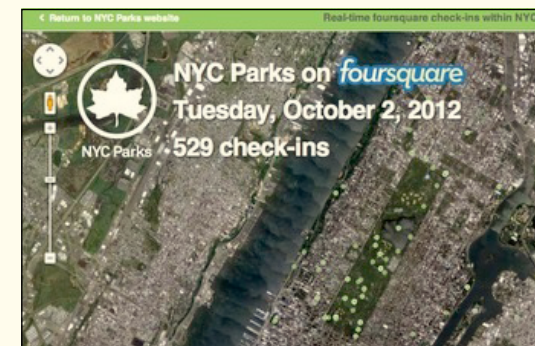 < Return to NYC Parks website
Real-time foursquare check-ins within NYC
NYC Parks on foursquare
Tuesday, October 2, 2012
NYC Parks
529 check-ins